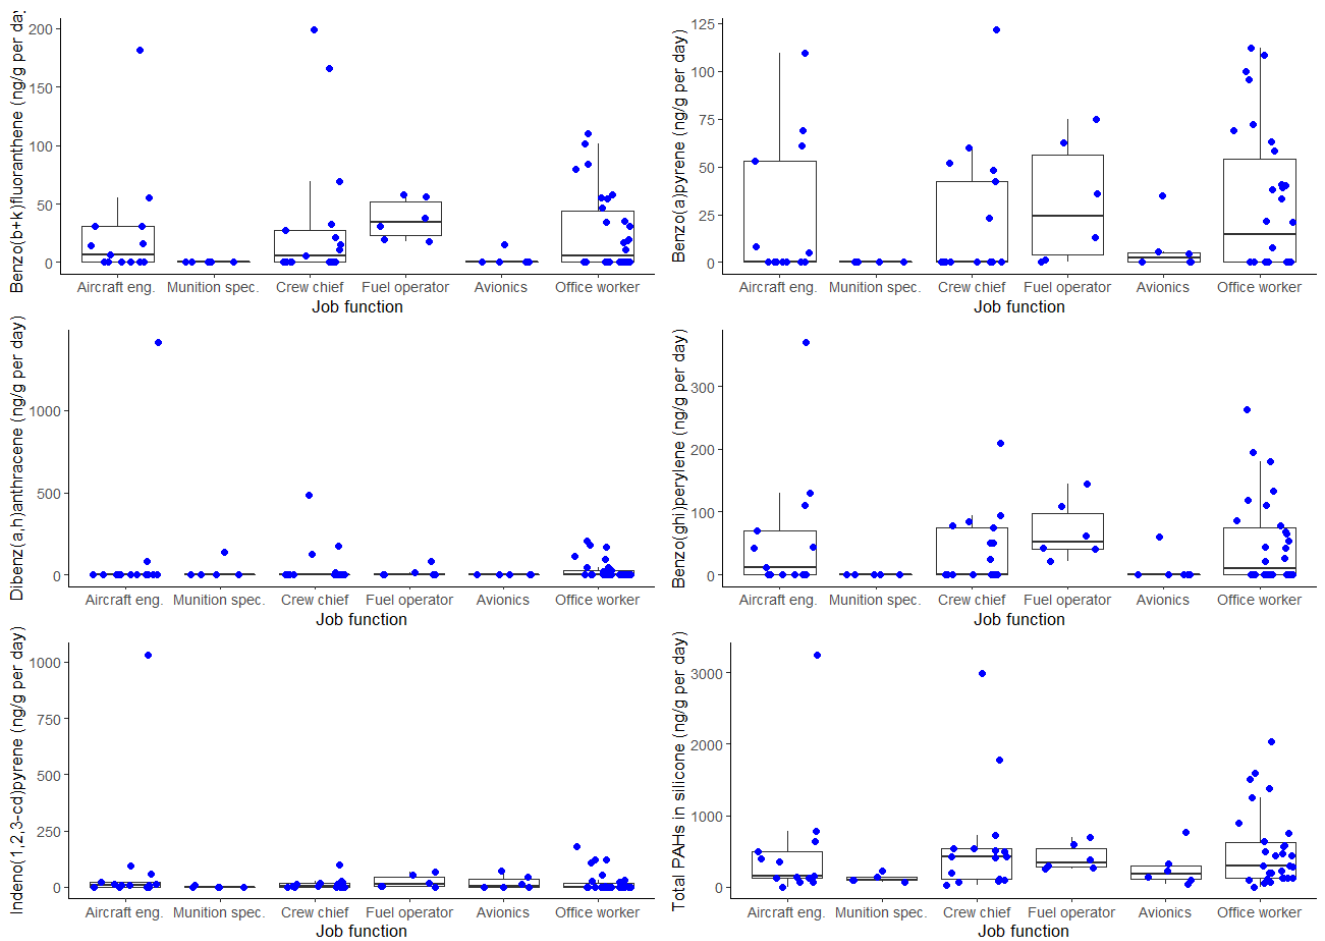 Benzo(b+k)fluoranthene (ng/g per day)
200
150
100
50
0
Aircraft eng. Munition spec. Crew chief Fuel operator Avionics Office worker
Job function
Benzo(a)pyrene (ng/g per day)
125
100
75
50
25
0
Aircraft eng. Munition spec. Crew chief Fuel operator Avionics Office worker
Job function
Dibenz(a,h)anthracene (ng/g per day)
1000
500
0
Aircraft eng. Munition spec. Crew chief Fuel operator Avionics Office worker
Job function
Benzo(ghi)perylene (ng/g per day)
300
200
100
0
Aircraft eng. Munition spec. Crew chief Fuel operator Avionics Office worker
Job function
Indeno(1,2,3-cd)pyrene (ng/g per day)
1000
750
500
250
0
Aircraft eng. Munition spec. Crew chief Fuel operator Avionics Office worker
Job function
Total PAHs in silicone (ng/g per day)
3000
2000
1000
0
Aircraft eng. Munition spec. Crew chief Fuel operator Avionics Office worker
Job function